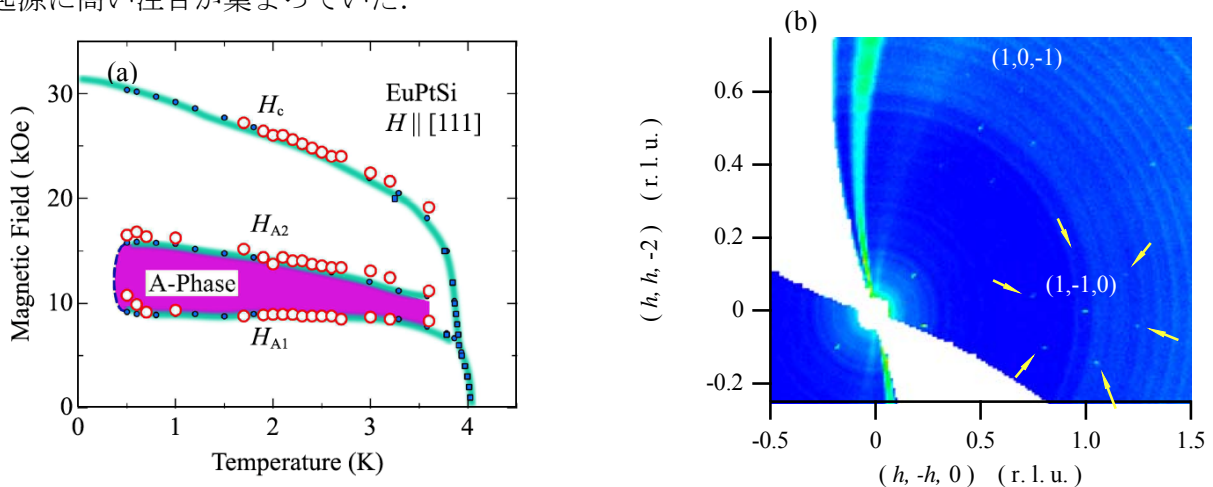 (a)
EuPtSi
H || [111]
Hc
HA2
A-Phase
HA1
Magnetic Field ( kOe )
30
20
10
0
0
1
2
3
4
Temperature (K)
(b)
(1,0,-1)
(1,-1,0)
( h, h, -2 ) ( r. l. u. )
0.6
0.4
0.2
0
-0.2
-0.5
0
0.5
1.0
1.5
( h, -h, 0 ) ( r. l. u. )